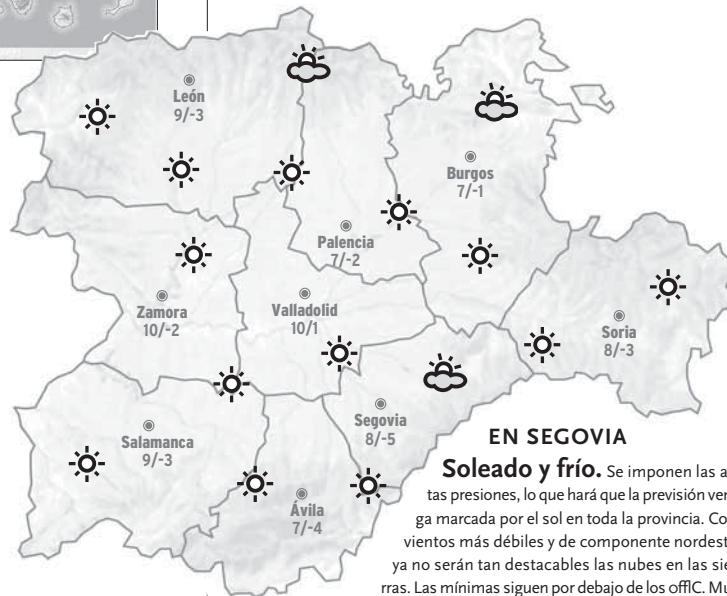 León
9/-3
Burgos
7/-1
Palencia
7/-2
Zamora
10/-2
Valladolid
10/1
Soria
8/-3
Segovia
8/-5
Salamanca
9/-3
Ávila
7/-4
EN SEGOVIA
Soleado y frío. Se imponen las a
tas presiones, lo que hará que la previsión ven
ga marcada por el sol en toda la provincia. Co
vientos más débiles y de componente nordest
ya no serán tan destacables las nubes en las sie
rras. Las mínimas siguen por debajo de los C. Mu